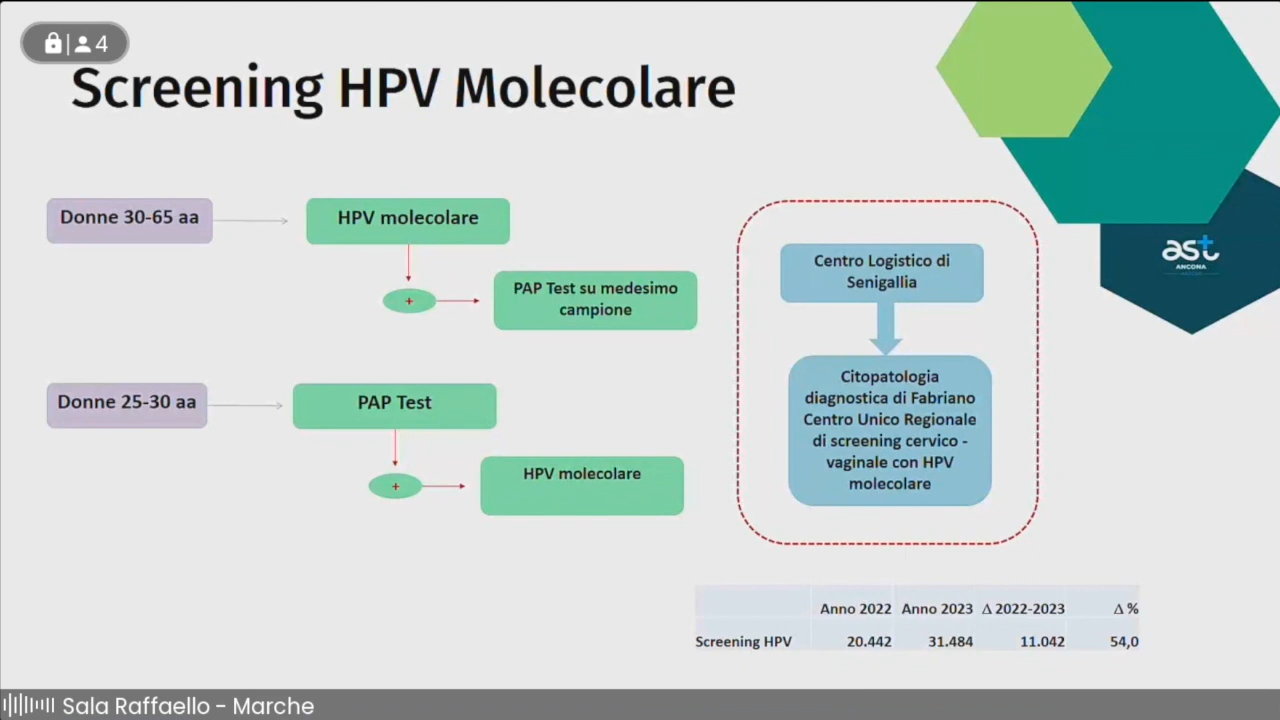 4
Screening HPV Molecolare
Donne 30-65 aa
HPV molecolare
+
PAP Test su medesimo
campione
Donne 25-30 aa
PAP Test
+
HPV molecolare
Centro Logistico di
Senigallia
Citopatologia
diagnostica di Fabriano
Centro Unico Regionale
di screening cervico -
vaginale con HPV
molecolare
ast
ANCONA
Anno 2022 Anno 2023 Δ 2022-2023 Δ %
Screening HPV 20.442 31.484 11.042 54,0
Sala Raffaello - Marche